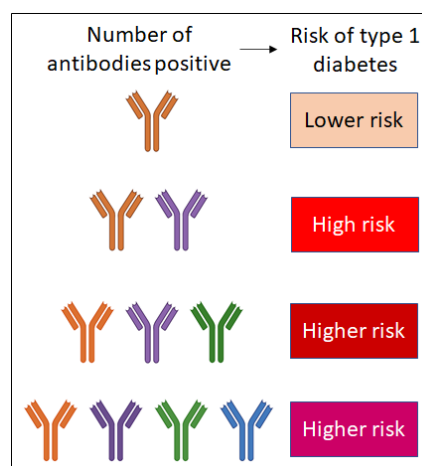 Number of
antibodies positive
Risk of type 1
diabetes
Lower risk
High risk
Higher risk
Higher risk